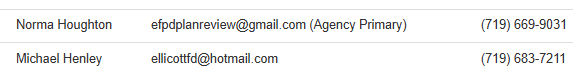 Norma Houghton efpdplanreview@gmail.com (Agency Primary) (719) 669-9031
Michael Henley ellicottfd@hotmail.com (719) 683-7211